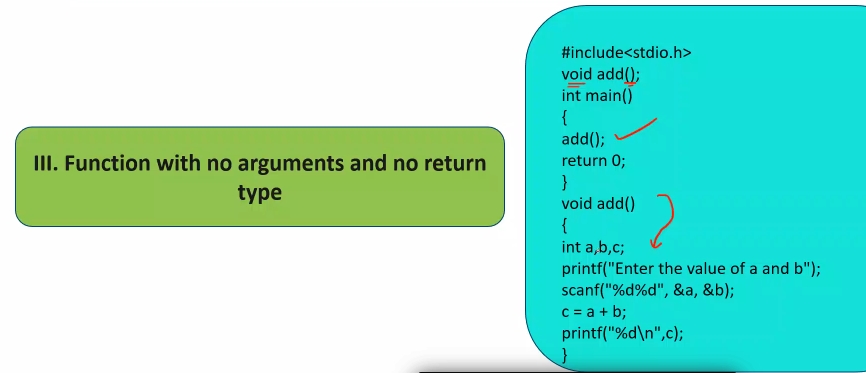 III. Function with no arguments and no return
type
#include<stdio.h>
void add();
int main()
{
add();
return 0;
}
void add()
{
int a,b,c;
printf("Enter the value of a and b");
scanf("%d%d", &a, &b);
c = a + b;
printf("%d\n",c);
}